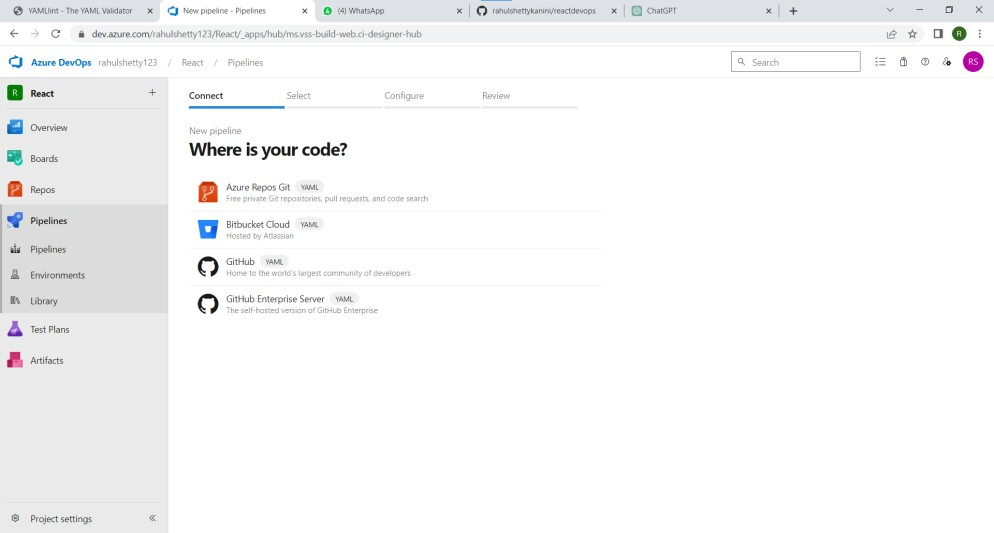 YAMLlint - The YAML Validator
New pipeline - Pipelines
(4) WhatsApp
rahulshettykanini/reactdevops
ChatGPT
dev.azure.com/rahulshetty123/React/_apps/hub/ms.vss-build-web.ci-designer-hub
R
Azure DevOps rahulshetty123 / React / Pipelines
Search
RS
R React +
Overview
Boards
Repos
Pipelines
Pipelines
Environments
Library
Test Plans
Artifacts
Project settings
Connect Select Configure Review
New pipeline
Where is your code?
Azure Repos Git YAML
Free private Git repositories, pull requests, and code search
Bitbucket Cloud YAML
Hosted by Atlassian
GitHub YAML
Home to the world's largest community of developers
GitHub Enterprise Server YAML
The self-hosted version of GitHub Enterprise